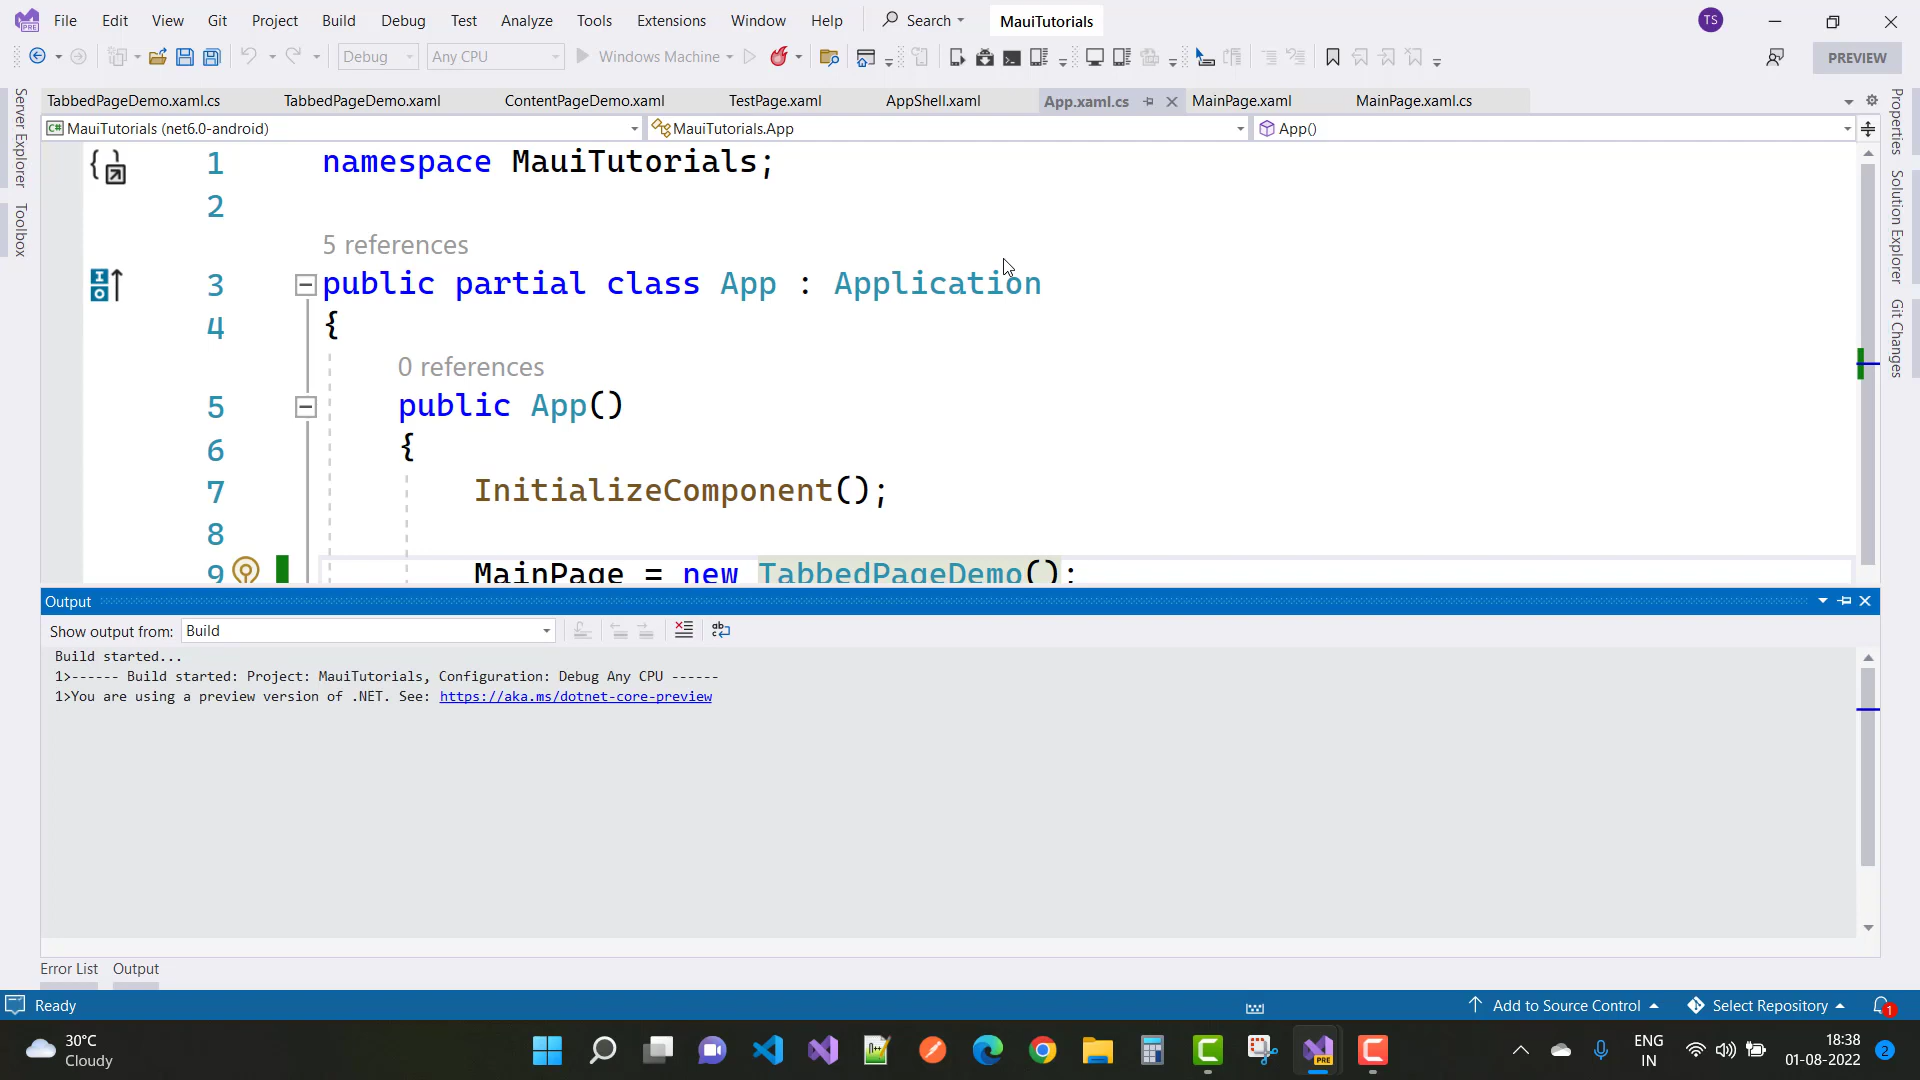 File Edit View Git Project Build Debug Test Analyze Tools Extensions Window Help Search MauiTutorials TS
Debug Any CPU Windows Machine PREVIEW
TabbedPageDemo.xaml.cs TabbedPageDemo.xaml ContentPageDemo.xaml TestPage.xaml AppShell.xaml App.xaml.cs MainPage.xaml MainPage.xaml.cs
C# MauiTutorials (net6.0-android) MauiTutorials.App App()
Server Explorer
Toolbox
Properties
Solution Explorer
Git Changes
1 namespace MauiTutorials;
2
5 references
3 public partial class App : Application
4 {
0 references
5 public App()
6 {
7 InitializeComponent();
8
9 MainPage = new TabbedPageDemo();
Output
Show output from: Build
Build started...
1>------ Build started: Project: MauiTutorials, Configuration: Debug Any CPU ------
1>You are using a preview version of .NET. See: https://aka.ms/dotnet-core-preview
Error List Output
Ready Add to Source Control Select Repository 1
30°C
Cloudy
PRE
ENG
IN
18:38
01-08-2022
2